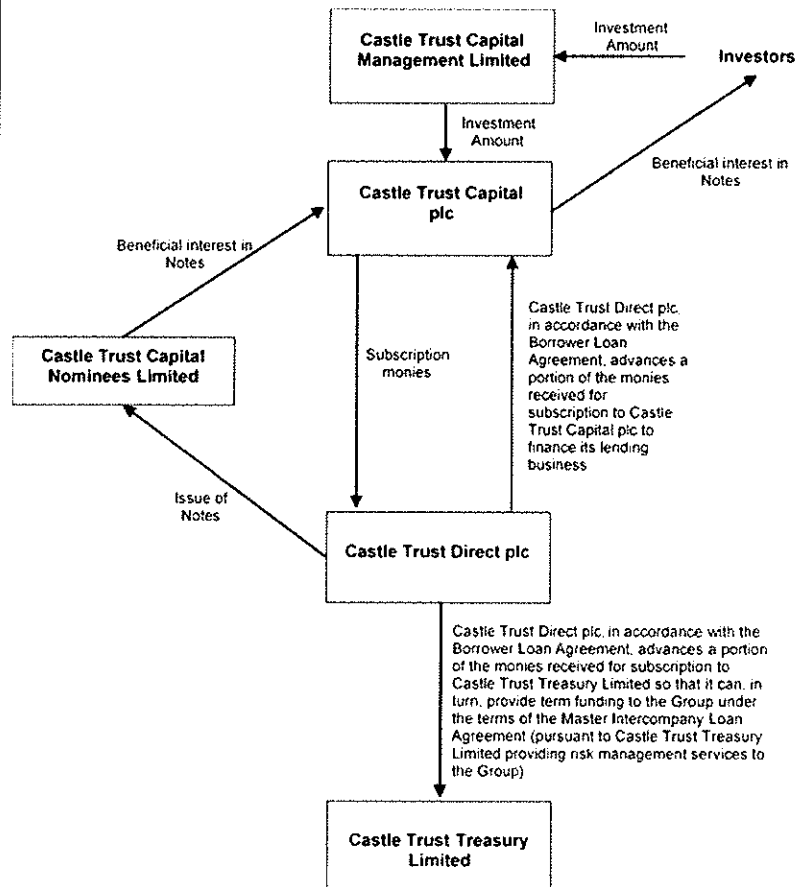 Castle Trust Capital
Management Limited
Investment
Amount
Investors
Investment
Amount
Beneficial interest in
Notes
Castle Trust Capital
plc
Beneficial interest in
Notes
Castle Trust Capital
Nominees Limited
Subscription
monies
Castle Trust Direct plc,
in accordance with the
Borrower Loan
Agreement, advances a
portion of the monies
received for
subscription to Castle
Trust Capital plc to
finance its lending
business
Issue of
Notes
Castle Trust Direct plc
Castle Trust Direct plc, in accordance with the
Borrower Loan Agreement, advances a portion
of the monies received for subscription to
Castle Trust Treasury Limited so that it can, in
turn, provide term funding to the Group under
the terms of the Master Intercompany Loan
Agreement (pursuant to Castle Trust Treasury
Limited providing risk management services to
the Group)
Castle Trust Treasury
Limited